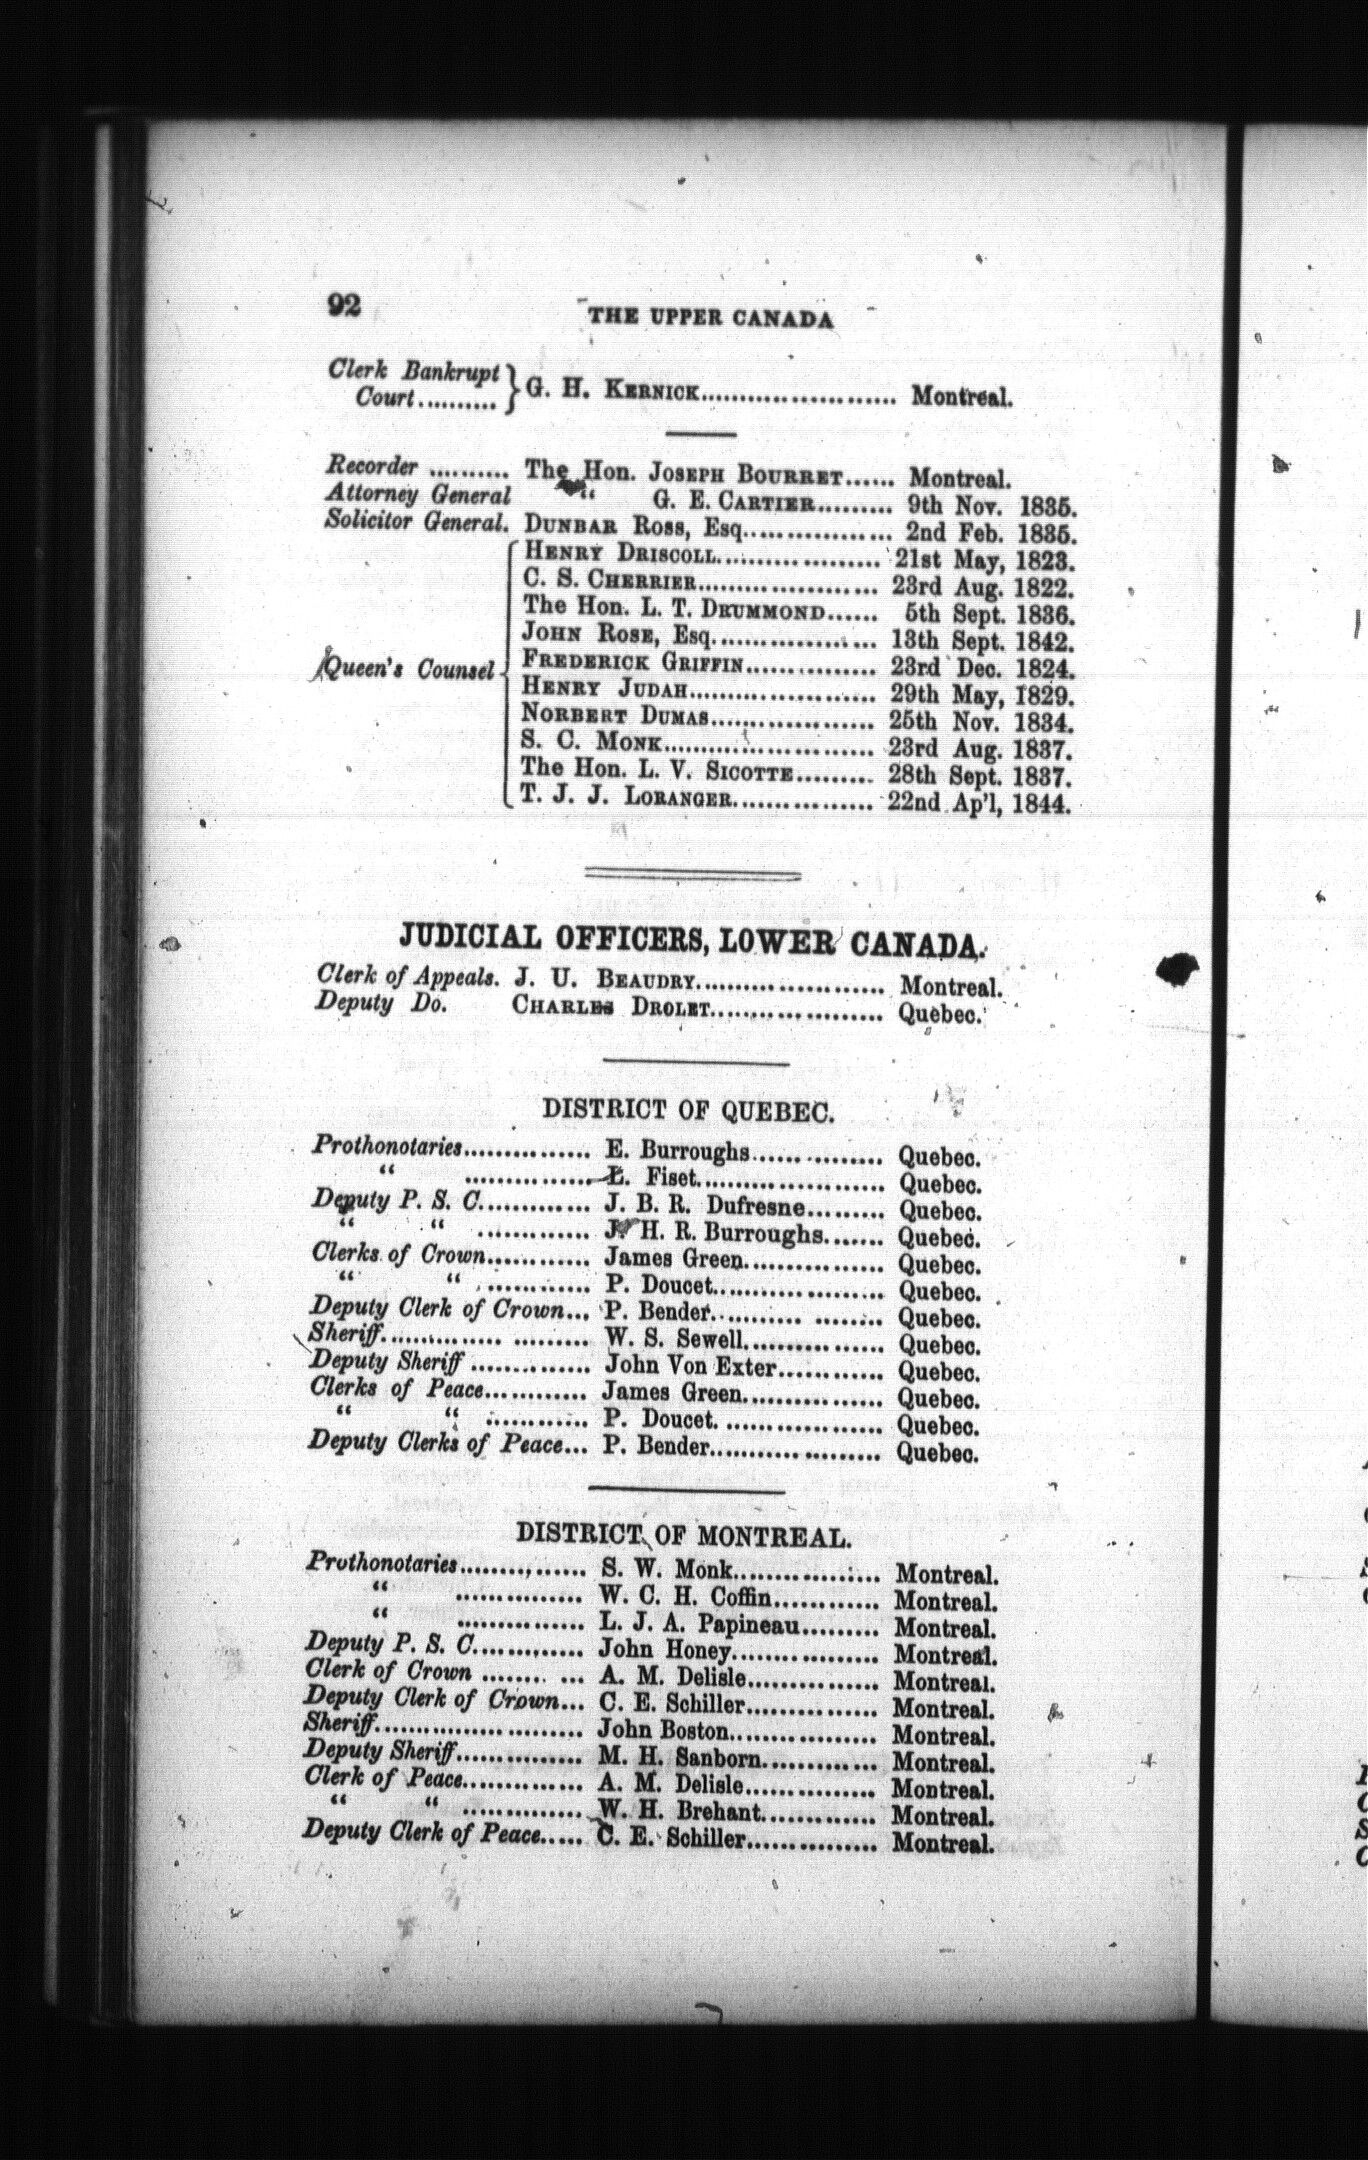 92
THE UPPER CANADA
Clerk Bankrupt
Court.......... } G. H. KERNICK........................ Montreal.
Recorder .......... The Hon. JOSEPH BOURRET...... Montreal.
Attorney General " G. E. CARTIER......... 9th Nov. 1835.
Solicitor General. DUNBAR ROSS, Esq.................. 2nd Feb. 1835.
HENRY DRISCOLL................... 21st May, 1823.
C. S. CHERRIER...................... 23rd Aug. 1822.
The Hon. L. T. DRUMMOND...... 5th Sept. 1836.
JOHN ROSE, Esq.................... 13th Sept. 1842.
Queen's Counsel { FREDERICK GRIFFIN............... 23rd Dec. 1824.
HENRY JUDAH...................... 29th May, 1829.
NORBERT DUMAS................... 25th Nov. 1834.
S. C. MONK......................... 23rd Aug. 1837.
The Hon. L. V. SICOTTE......... 28th Sept. 1837.
T. J. J. LORANGER................ 22nd Ap'l, 1844.
JUDICIAL OFFICERS, LOWER CANADA.
Clerk of Appeals. J. U. BEAUDRY...................... Montreal.
Deputy Do. CHARLES DROLET.................... Quebec.
DISTRICT OF QUEBEC.
Prothonotaries............... E. Burroughs............... Quebec.
" ............... L. Fiset...................... Quebec.
Deputy P. S. C............. J. B. R. Dufresne......... Quebec.
" " ............. J. H. R. Burroughs....... Quebec.
Clerks of Crown............ James Green................ Quebec.
" " ............ P. Doucet.................... Quebec.
Deputy Clerk of Crown... P. Bender.................. Quebec.
Sheriff........................ W. S. Sewell................ Quebec.
Deputy Sheriff .............. John Von Exter............ Quebec.
Clerks of Peace............ James Green................ Quebec.
" " ............ P. Doucet.................... Quebec.
Deputy Clerks of Peace... P. Bender.................... Quebec.
DISTRICT OF MONTREAL.
Prothonotaries............... S. W. Monk................. Montreal.
" ............... W. C. H. Coffin............ Montreal.
" ............... L. J. A. Papineau......... Montreal.
Deputy P. S. C............. John Honey................. Montreal.
Clerk of Crown ........... A. M. Delisle............... Montreal.
Deputy Clerk of Crown... C. E. Schiller............... Montreal.
Sheriff........................ John Boston................. Montreal.
Deputy Sheriff............... M. H. Sanborn............. Montreal.
Clerk of Peace.............. A. M. Delisle............... Montreal.
" " .............. W. H. Brehant............. Montreal.
Deputy Clerk of Peace..... C. E. Schiller............... Montreal.